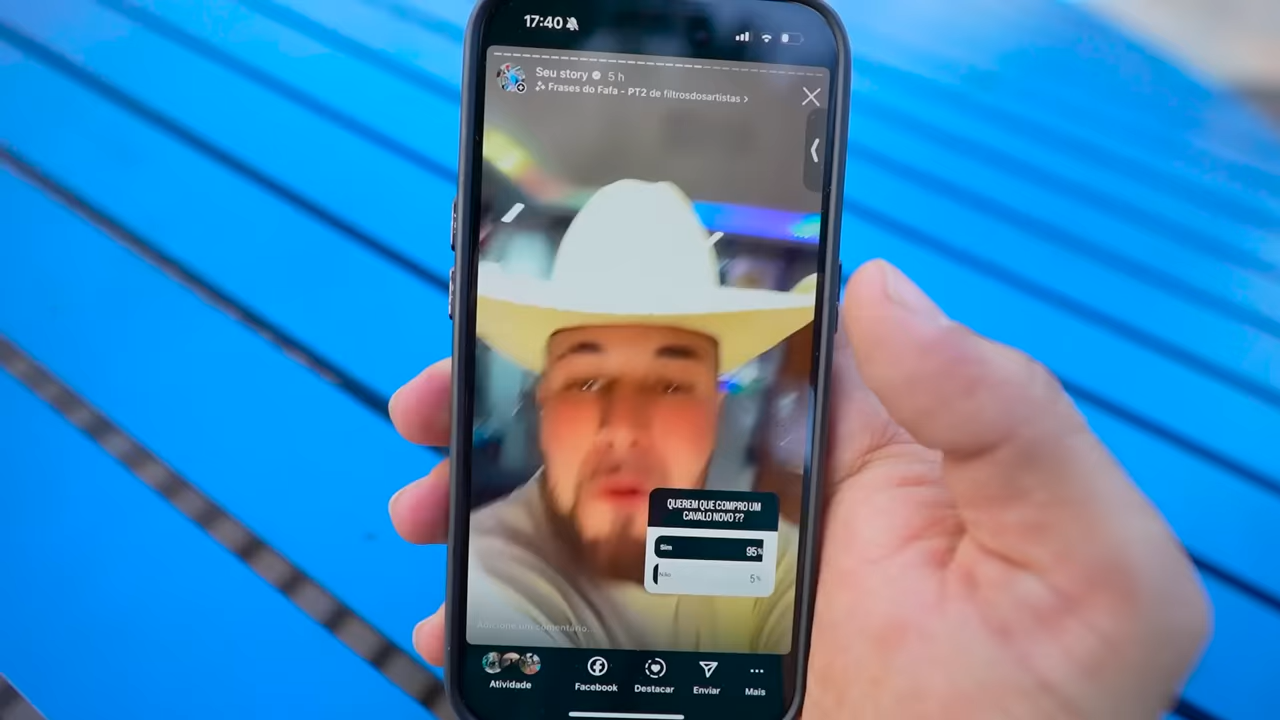 17:40
Seu story 5 h
Frases do Fafa - PT2 de filtrosdosartistas >
QUEREM QUE COMPRO UM
CAVALO NOVO ??
Sim 95%
Não 5%
Adicione um comentário...
Atividade
Facebook
Destacar
Enviar
Mais